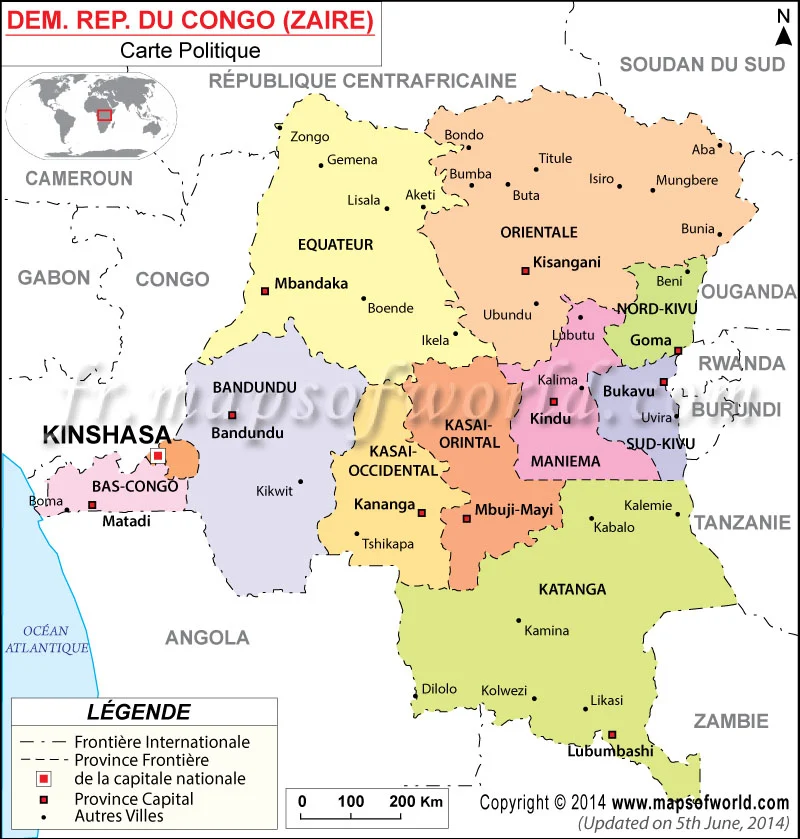 DEM. REP. DU CONGO (ZAIRE)
Carte Politique
N
SOUDAN DU SUD
RÉPUBLIQUE CENTRAFRICAINE
CAMEROUN
Zongo
Bondo
Aba
Gemena
Titule
Bumba
Isiro
Mungbere
Lisala
Aketi
Buta
EQUATEUR
ORIENTALE
Bunia
GABON
CONGO
Kisangani
Beni
Mbandaka
OUGANDA
Boende
Ubundu
NORD-KIVU
Ikela
Lubutu
Goma
RWANDA
fr.mapsofworld.com
BANDUNDU
Kalima
Bukavu
BURUNDI
Bandundu
Kindu
Uvira
KINSHASA
KASAI-
ORINTAL
SUD-KIVU
KASAI-
OCCIDENTAL
MANIEMA
BAS-CONGO
Kikwit
Boma
Matadi
Kananga
Mbuji-Mayi
Kalemie
Kabalo
TANZANIE
Tshikapa
KATANGA
OCÉAN
ATLANTIQUE
ANGOLA
Kamina
Dilolo
Kolwezi
Likasi
ZAMBIE
Lubumbashi
LÉGENDE
Frontière Internationale
Province Frontière
de la capitale nationale
Province Capital
Autres Villes
0 100 200 Km
Copyright © 2014 www.mapsofworld.com
(Updated on 5th June, 2014)